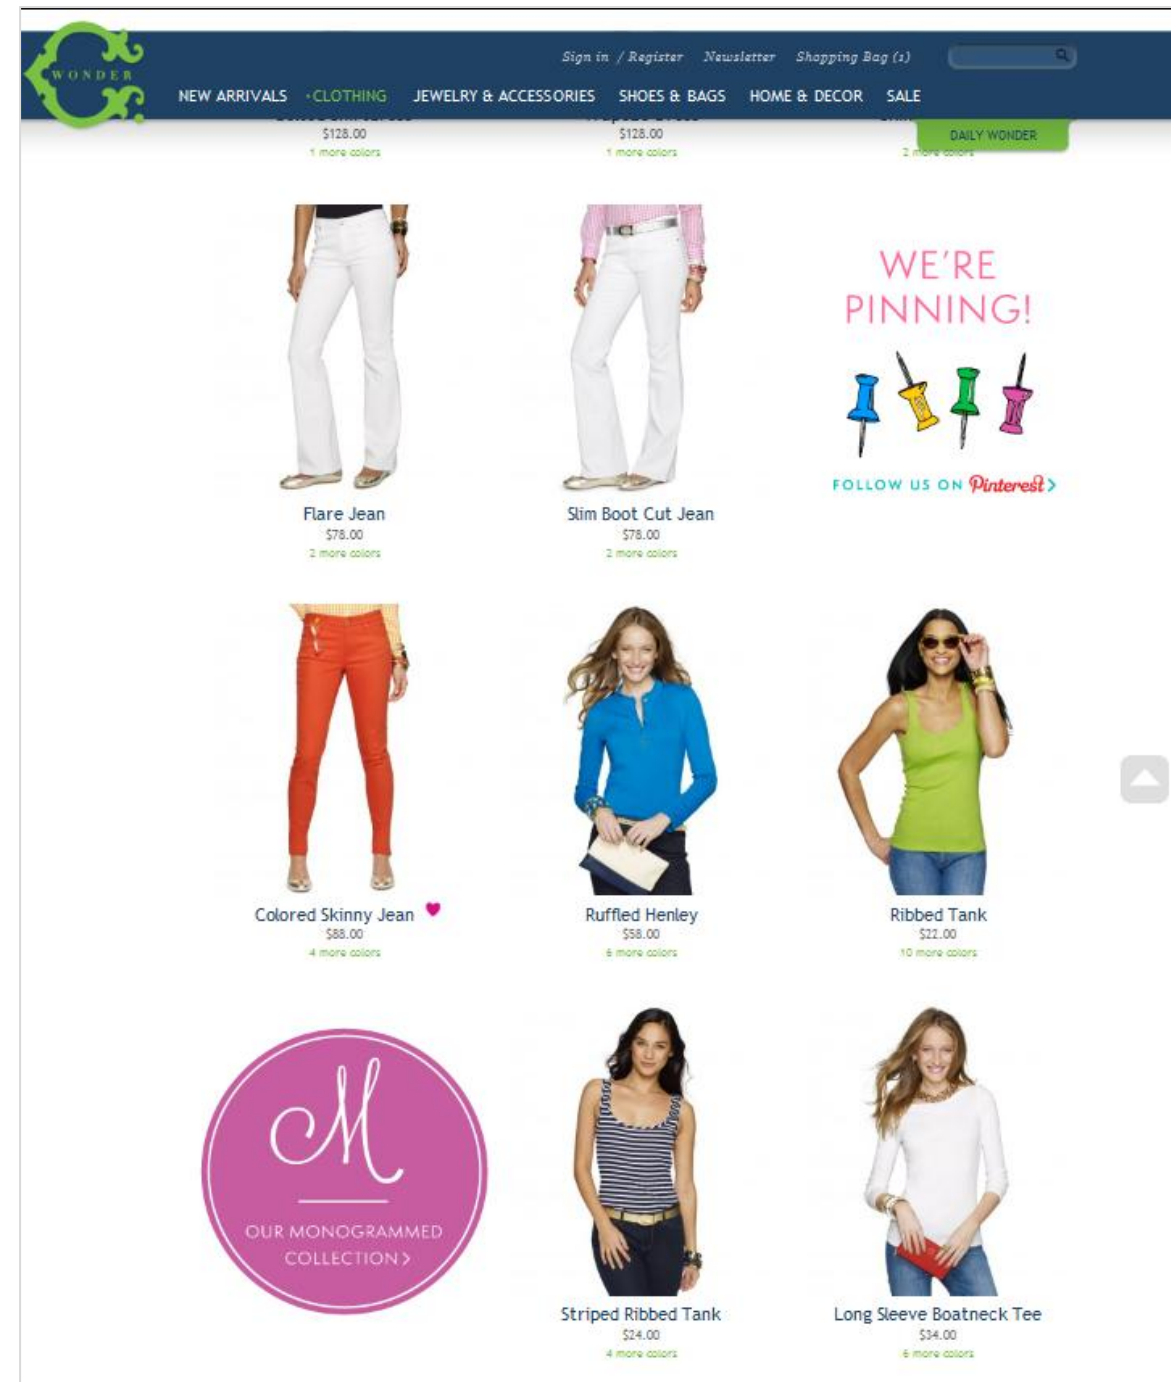 WONDER
Sign in / Register Newsletter Shopping Bag (1)
NEW ARRIVALS CLOTHING JEWELRY & ACCESSORIES SHOES & BAGS HOME & DECOR SALE
DAILY WONDER
$128.00 $128.00
1 more colors 1 more colors 2 more colors
WE'RE
PINNING!
FOLLOW US ON Pinterest >
Flare Jean Slim Boot Cut Jean
$78.00 $78.00
2 more colors 2 more colors
Colored Skinny Jean Ruffled Henley Ribbed Tank
$88.00 $58.00 $22.00
4 more colors 6 more colors 10 more colors
M
OUR MONOGRAMMED
COLLECTION >
Striped Ribbed Tank Long Sleeve Boatneck Tee
$24.00 $34.00
4 more colors 6 more colors